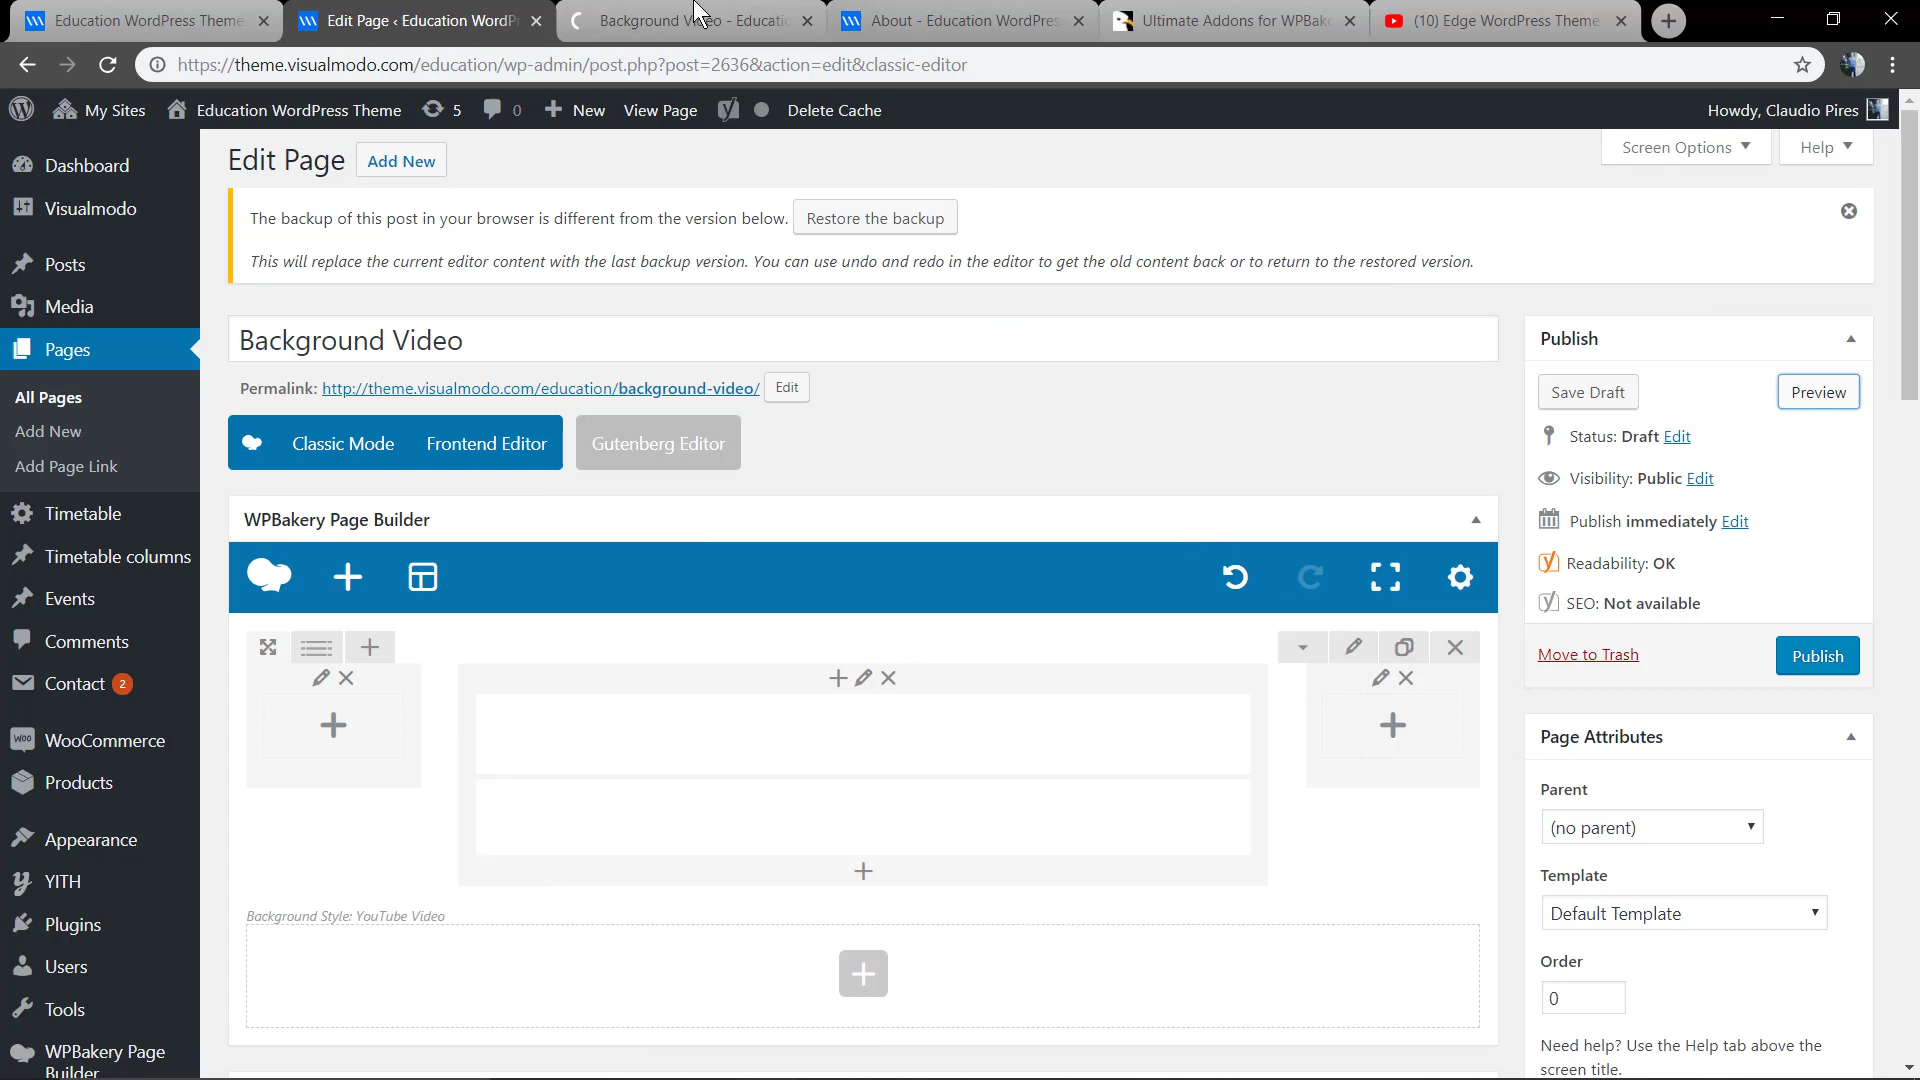 Education WordPress Theme
Edit Page ‹ Education WordPr
Background V eo - Educatio
About - Education WordPress
Ultimate Addons for WPBake
(10) Edge WordPress Theme
https://theme.visualmodo.com/education/wp-admin/post.php?post=2636&action=edit&classic-editor
My Sites
Education WordPress Theme
5
0
New
View Page
Delete Cache
Howdy, Claudio Pires
Dashboard
Visualmodo
Posts
Media
Pages
All Pages
Add New
Add Page Link
Timetable
Timetable columns
Events
Comments
Contact 2
WooCommerce
Products
Appearance
YITH
Plugins
Users
Tools
WPBakery Page
Builder
Edit Page
Add New
Screen Options
Help
The backup of this post in your browser is different from the version below.
Restore the backup
This will replace the current editor content with the last backup version. You can use undo and redo in the editor to get the old content back or to return to the restored version.
Background Video
Permalink: http://theme.visualmodo.com/education/background-video/
Edit
Classic Mode
Frontend Editor
Gutenberg Editor
WPBakery Page Builder
Background Style: YouTube Video
Publish
Save Draft
Preview
Status: Draft Edit
Visibility: Public Edit
Publish immediately Edit
Readability: OK
SEO: Not available
Move to Trash
Publish
Page Attributes
Parent
(no parent)
Template
Default Template
Order
0
Need help? Use the Help tab above the
screen title.